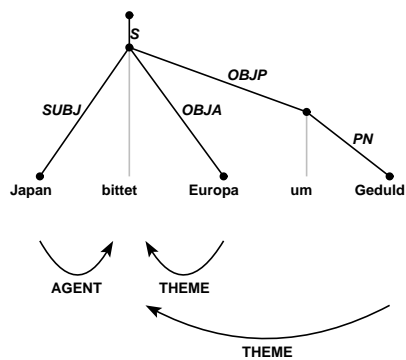 S
OBJP
SUBJ OBJA
PN
Japan bittet Europa um Geduld
AGENT THEME
THEME